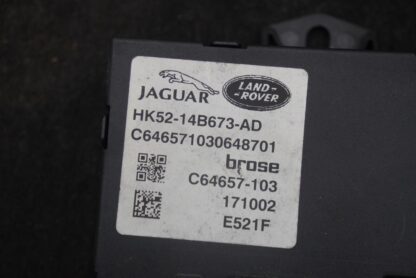 JAGUAR
LAND-
ROVER
HK52-14B673-AD
C646571030648701
brose
C64657-103
171002
E521F